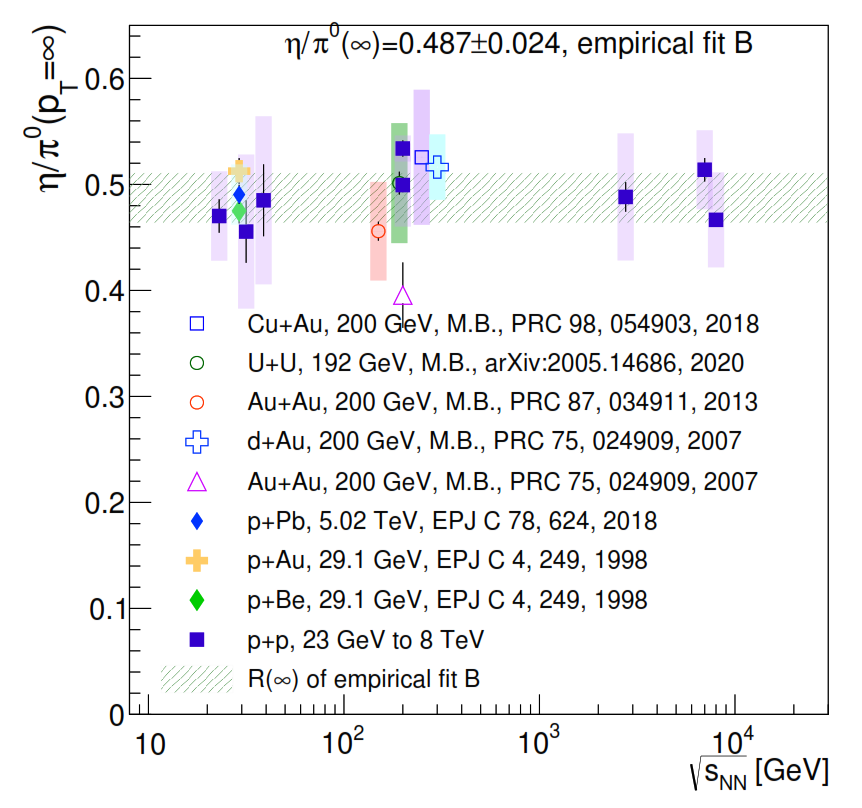 η/π⁰(∞)=0.487±0.024, empirical fit B
η/π⁰(p_T=∞)
0.6
0.5
0.4
0.3
0.2
0.1
0
Cu+Au, 200 GeV, M.B., PRC 98, 054903, 2018
U+U, 192 GeV, M.B., arXiv:2005.14686, 2020
Au+Au, 200 GeV, M.B., PRC 87, 034911, 2013
d+Au, 200 GeV, M.B., PRC 75, 024909, 2007
Au+Au, 200 GeV, M.B., PRC 75, 024909, 2007
p+Pb, 5.02 TeV, EPJ C 78, 624, 2018
p+Au, 29.1 GeV, EPJ C 4, 249, 1998
p+Be, 29.1 GeV, EPJ C 4, 249, 1998
p+p, 23 GeV to 8 TeV
R(∞) of empirical fit B
10 10² 10³ 10⁴
√s_NN [GeV]